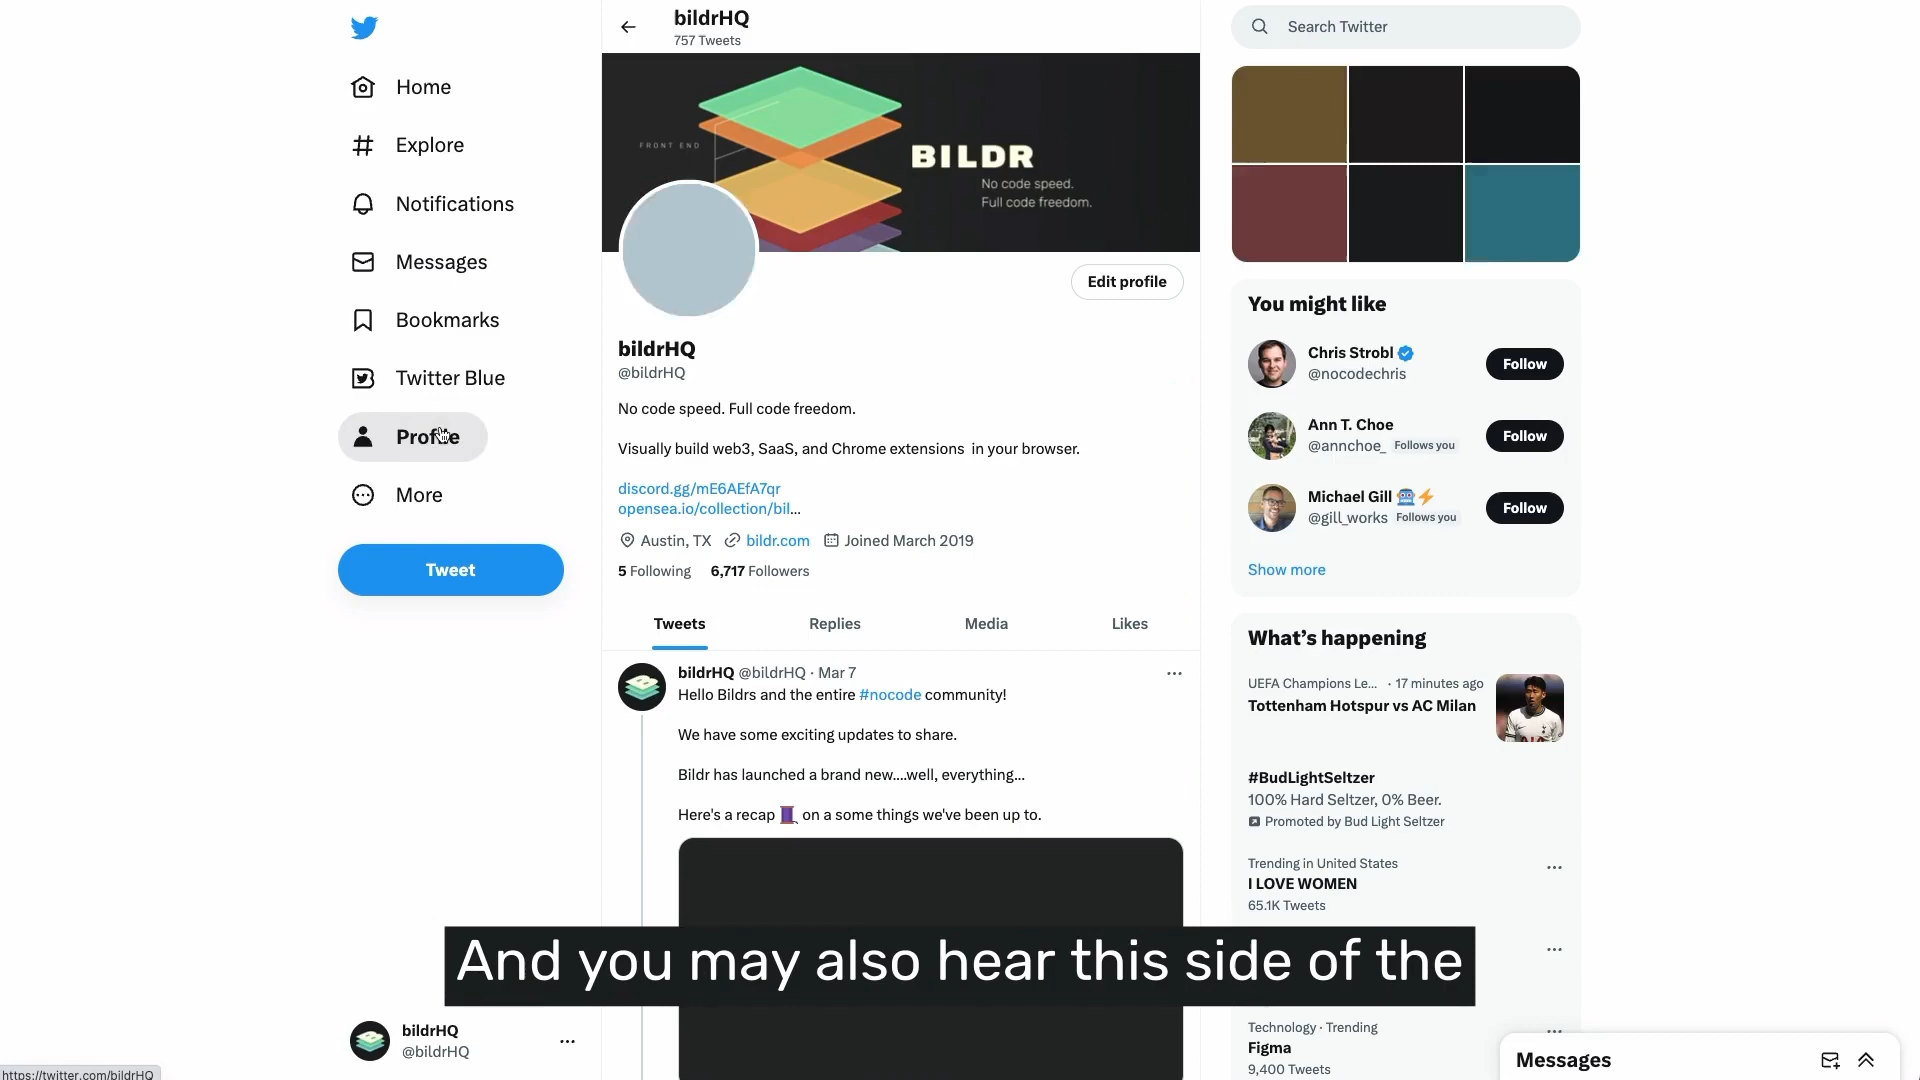 Home
Explore
Notifications
Messages
Bookmarks
Twitter Blue
Profile
More
Tweet
bildrHQ
@bildrHQ
https://twitter.com/bildrHQ
bildrHQ
757 Tweets
FRONT END
BILDR
No code speed.
Full code freedom.
Edit profile
bildrHQ
@bildrHQ
No code speed. Full code freedom.
Visually build web3, SaaS, and Chrome extensions in your browser.
discord.gg/mE6AEfA7qr
opensea.io/collection/bil…
Austin, TX bildr.com Joined March 2019
5 Following 6,717 Followers
Tweets Replies Media Likes
bildrHQ @bildrHQ · Mar 7
Hello Bildrs and the entire #nocode community!
We have some exciting updates to share.
Bildr has launched a brand new....well, everything...
Here's a recap 🧵 on a some things we've been up to.
And you may also hear this side of the
Search Twitter
You might like
Chris Strobl
@nocodechris
Follow
Ann T. Choe
@annchoe_ Follows you
Follow
Michael Gill 🤖⚡
@gill_works Follows you
Follow
Show more
What's happening
UEFA Champions Le... · 17 minutes ago
Tottenham Hotspur vs AC Milan
#BudLightSeltzer
100% Hard Seltzer, 0% Beer.
Promoted by Bud Light Seltzer
Trending in United States
I LOVE WOMEN
65.1K Tweets
Technology · Trending
Figma
9,400 Tweets
Messages